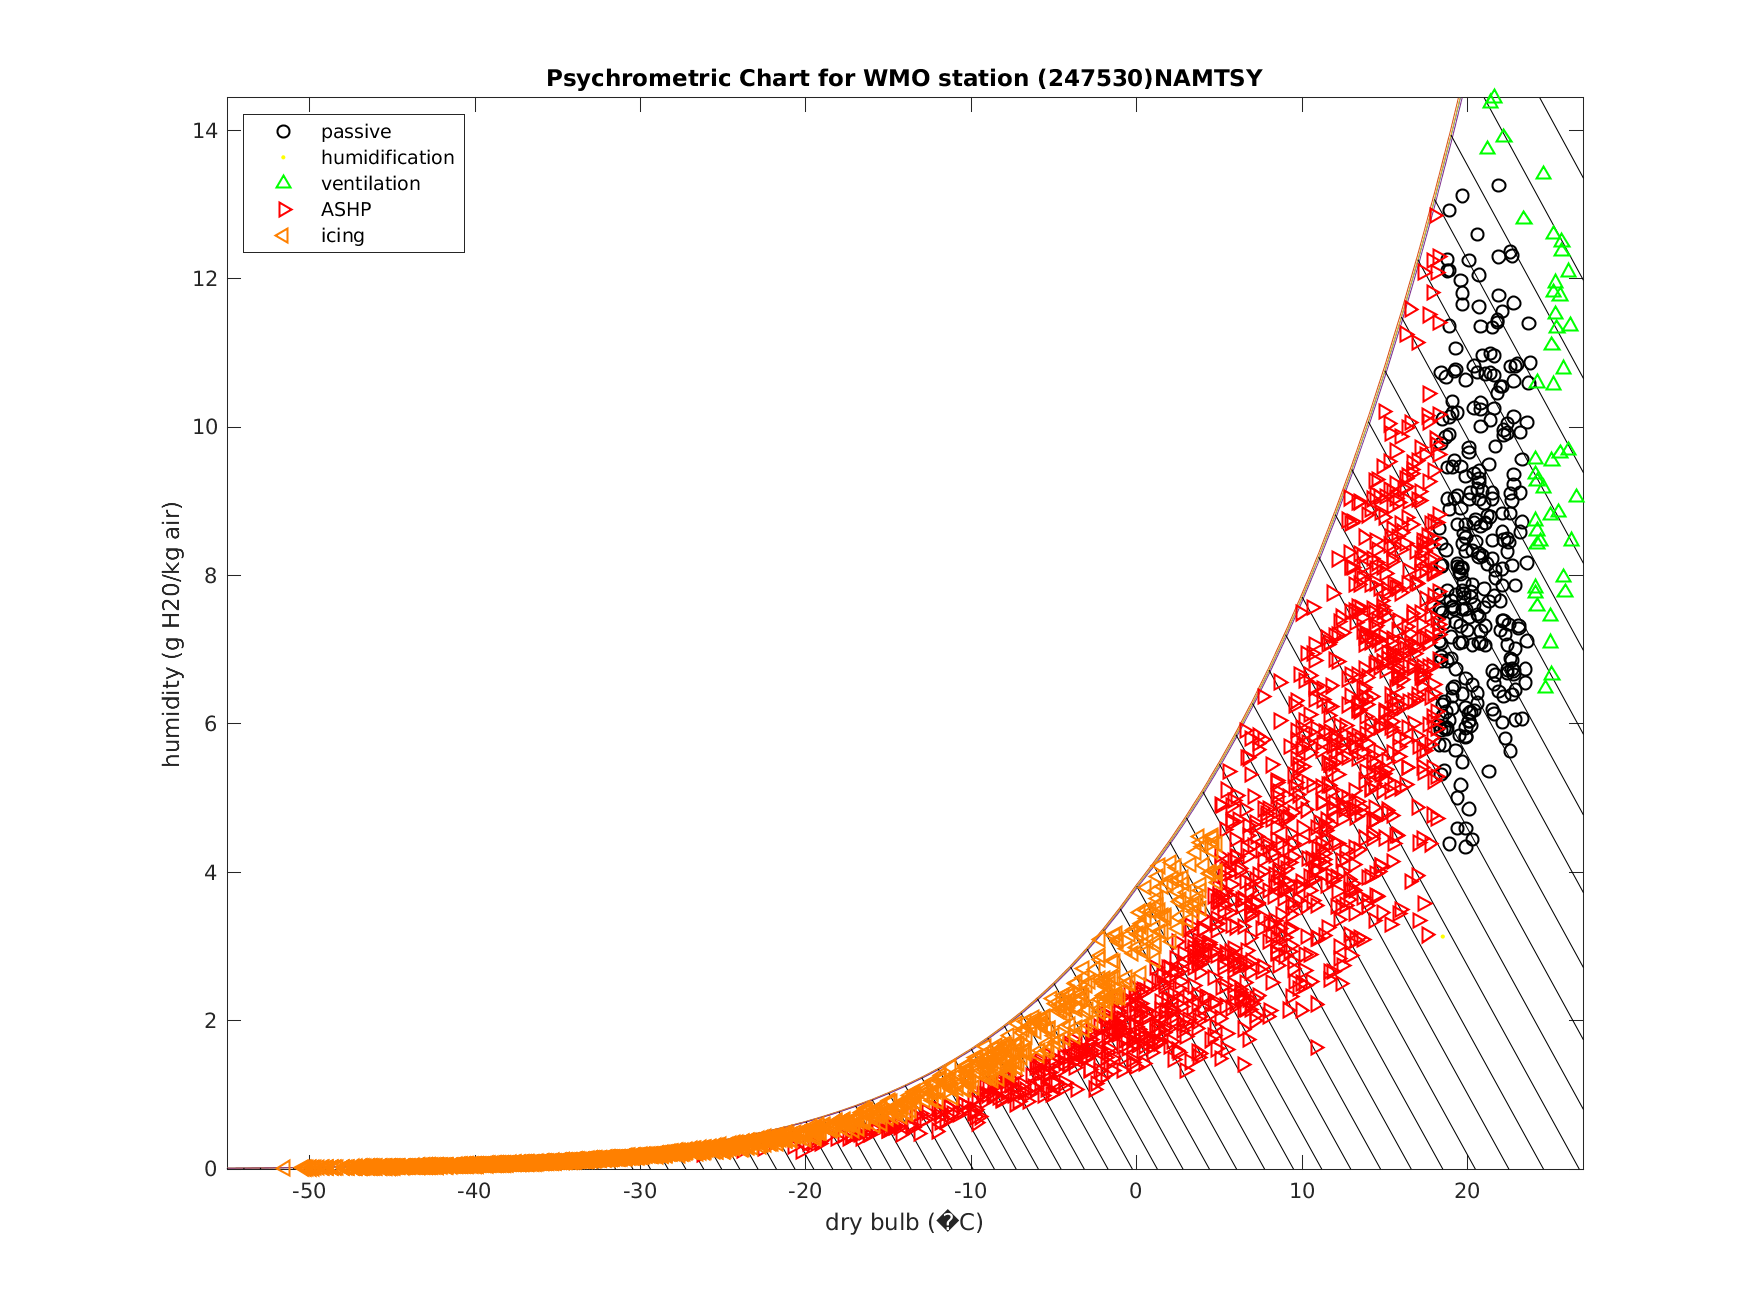 Psychrometric Chart for WMO station (247530)NAMTSY
passive
humidification
ventilation
ASHP
icing
humidity (g H20/kg air)
14
12
10
8
6
4
2
0
-50 -40 -30 -20 -10 0 10 20
dry bulb (�C)